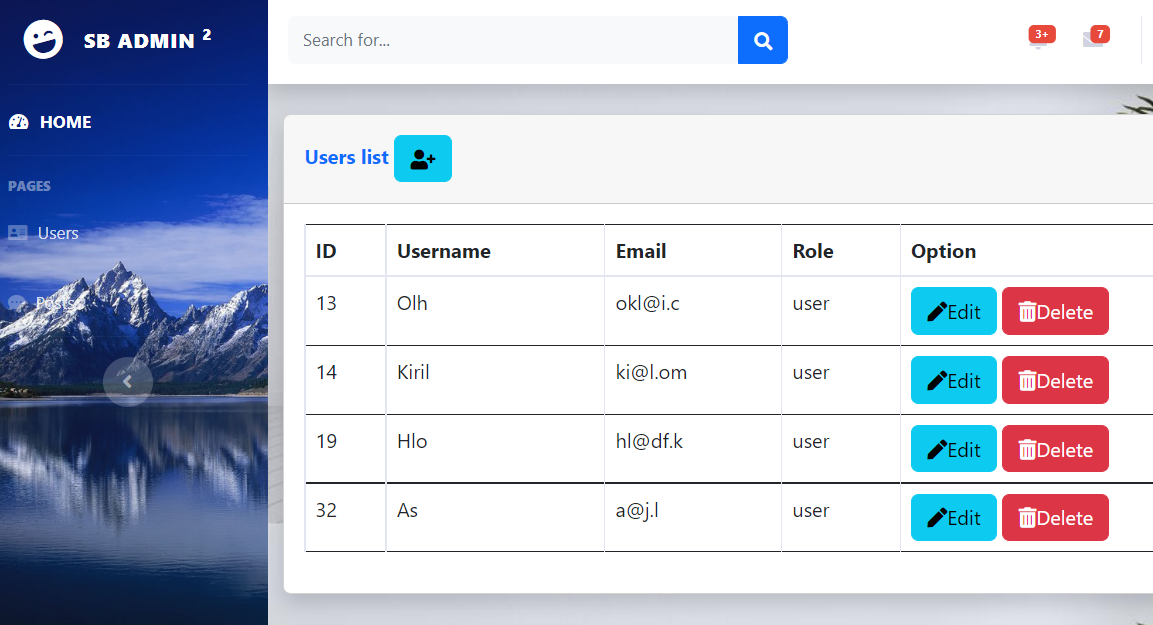 SB ADMIN 2
Search for...
3+
7
HOME
PAGES
Users
Posts
Users list
ID Username Email Role Option
13 Olh okl@i.c user Edit Delete
14 Kiril ki@l.om user Edit Delete
19 Hlo hl@df.k user Edit Delete
32 As a@j.l user Edit Delete